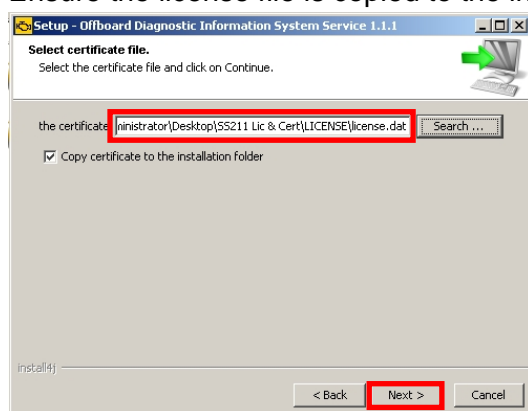 Ensure the license file is copied to the
Setup - Offboard Diagnostic Information System Service 1.1.1
Select certificate file.
Select the certificate file and click on Continue.
the certificate ninistrator\Desktop\SS211 Lic & Cert\LICENSE\license.dat Search ...
Copy certificate to the installation folder
install4j
< Back Next > Cancel